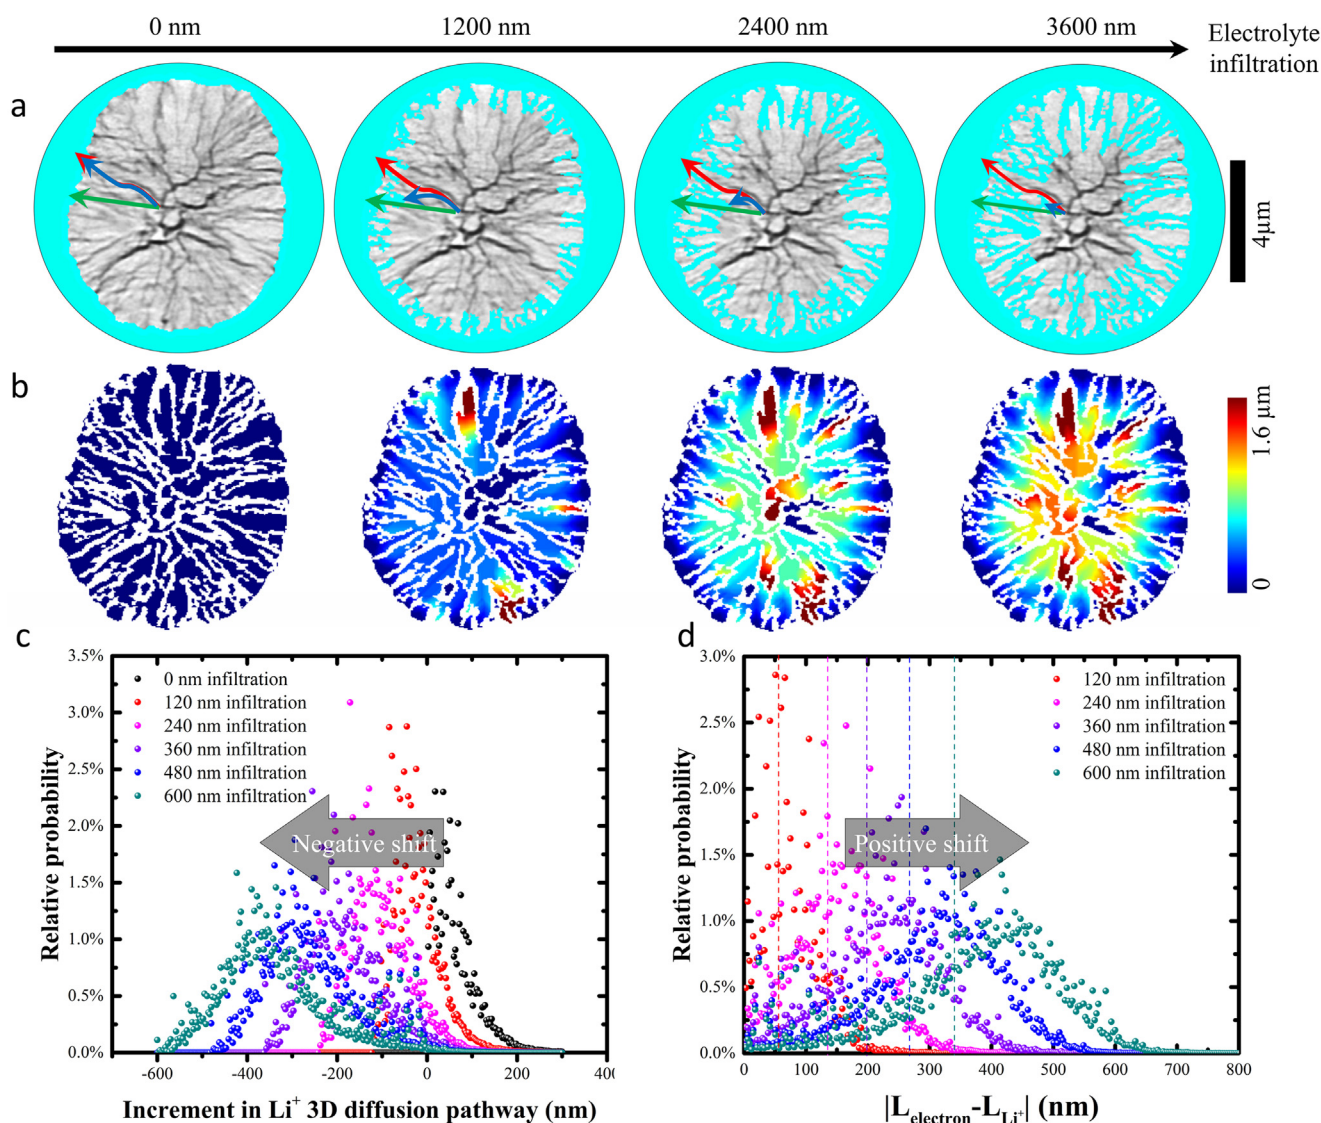 0 nm
1200 nm
2400 nm
3600 nm
Electrolyte
infiltration
a
4μm
b
1.6 μm
0
c
3.5%
3.0%
2.5%
2.0%
1.5%
1.0%
0.5%
0.0%
Relative probability
0 nm infiltration
120 nm infiltration
240 nm infiltration
360 nm infiltration
480 nm infiltration
600 nm infiltration
Negative shift
-600
-400
-200
0
200
40
Increment in Li⁺ 3D diffusion pathway (nm)
d
3.0%
2.5%
2.0%
1.5%
1.0%
0.5%
0.0%
Relative probability
120 nm infiltration
240 nm infiltration
360 nm infiltration
480 nm infiltration
600 nm infiltration
Positive shift
0
100
200
300
400
500
600
700
800
|Lelectron-LLi⁺| (nm)